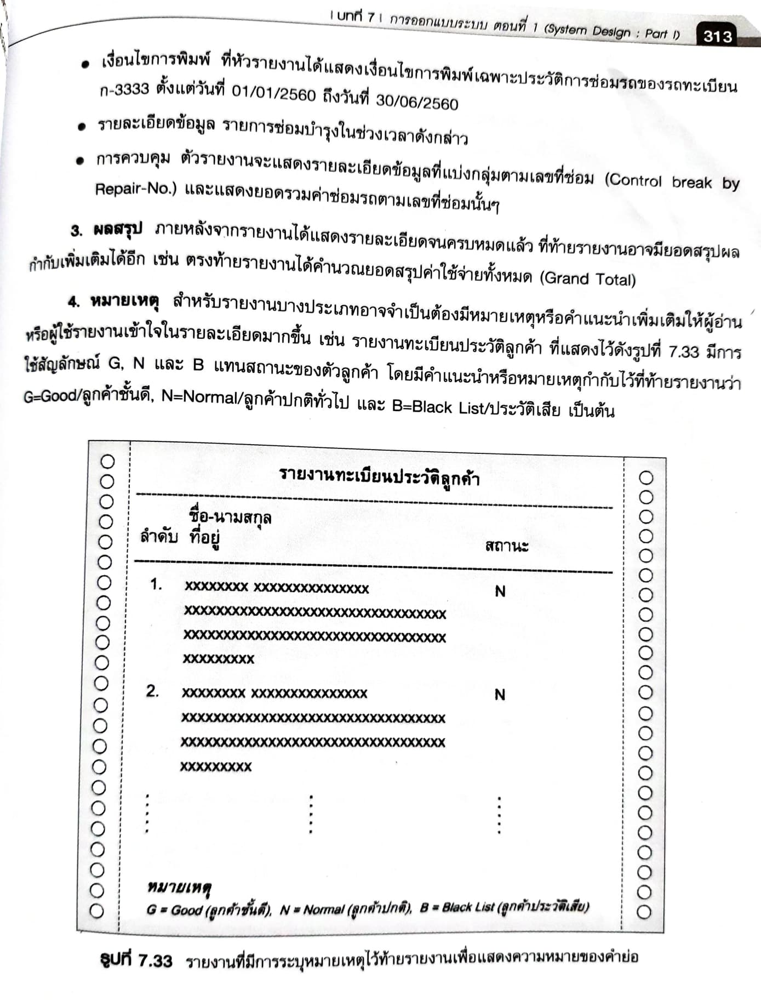 | บทที่ 7 | การออกแบบระบบ ตอนที่ 1 (System Design : Part I) 313
● เงื่อนไขการพิมพ์ ที่หัวรายงานได้แสดงเงื่อนไขการพิมพ์เฉพาะประวัติการซ่อมรถของรถทะเบียน
ก-3333 ตั้งแต่วันที่ 01/01/2560 ถึงวันที่ 30/06/2560
● รายละเอียดข้อมูล รายการซ่อมบำรุงในช่วงเวลาดังกล่าว
● การควบคุม ตัวรายงานจะแสดงรายละเอียดข้อมูลที่แบ่งกลุ่มตามเลขที่ซ่อม (Control break by
Repair-No.) และแสดงยอดรวมค่าซ่อมรถตามเลขที่ซ่อมนั้นๆ
3. ผลสรุป ภายหลังจากรายงานได้แสดงรายละเอียดจนครบหมดแล้ว ที่ท้ายรายงานอาจมียอดสรุปผล
กำกับเพิ่มเติมได้อีก เช่น ตรงท้ายรายงานได้คำนวณยอดสรุปค่าใช้จ่ายทั้งหมด (Grand Total)
4. หมายเหตุ สำหรับรายงานบางประเภทอาจจำเป็นต้องมีหมายเหตุหรือคำแนะนำเพิ่มเติมให้ผู้อ่าน
หรือผู้ใช้รายงานเข้าใจในรายละเอียดมากขึ้น เช่น รายงานทะเบียนประวัติลูกค้า ที่แสดงไว้ดังรูปที่ 7.33 มีการ
ใช้สัญลักษณ์ G, N และ B แทนสถานะของตัวลูกค้า โดยมีคำแนะนำหรือหมายเหตุกำกับไว้ที่ท้ายรายงานว่า
G=Good/ลูกค้าชั้นดี, N=Normal/ลูกค้าปกติทั่วไป และ B=Black List/ประวัติเสีย เป็นต้น
รายงานทะเบียนประวัติลูกค้า
ชื่อ-นามสกุล
ลำดับ ที่อยู่ สถานะ
1. xxxxxxxx xxxxxxxxxxxxxxx N
xxxxxxxxxxxxxxxxxxxxxxxxxxxxxxxxxx
xxxxxxxxxxxxxxxxxxxxxxxxxxxxxxxxxx
xxxxxxxxx
2. xxxxxxxx xxxxxxxxxxxxxxx N
xxxxxxxxxxxxxxxxxxxxxxxxxxxxxxxxxx
xxxxxxxxxxxxxxxxxxxxxxxxxxxxxxxxxx
xxxxxxxxx
หมายเหตุ
G = Good (ลูกค้าชั้นดี), N = Normal (ลูกค้าปกติ), B = Black List (ลูกค้าประวัติเสีย)
รูปที่ 7.33 รายงานที่มีการระบุหมายเหตุไว้ท้ายรายงานเพื่อแสดงความหมายของคำย่อ